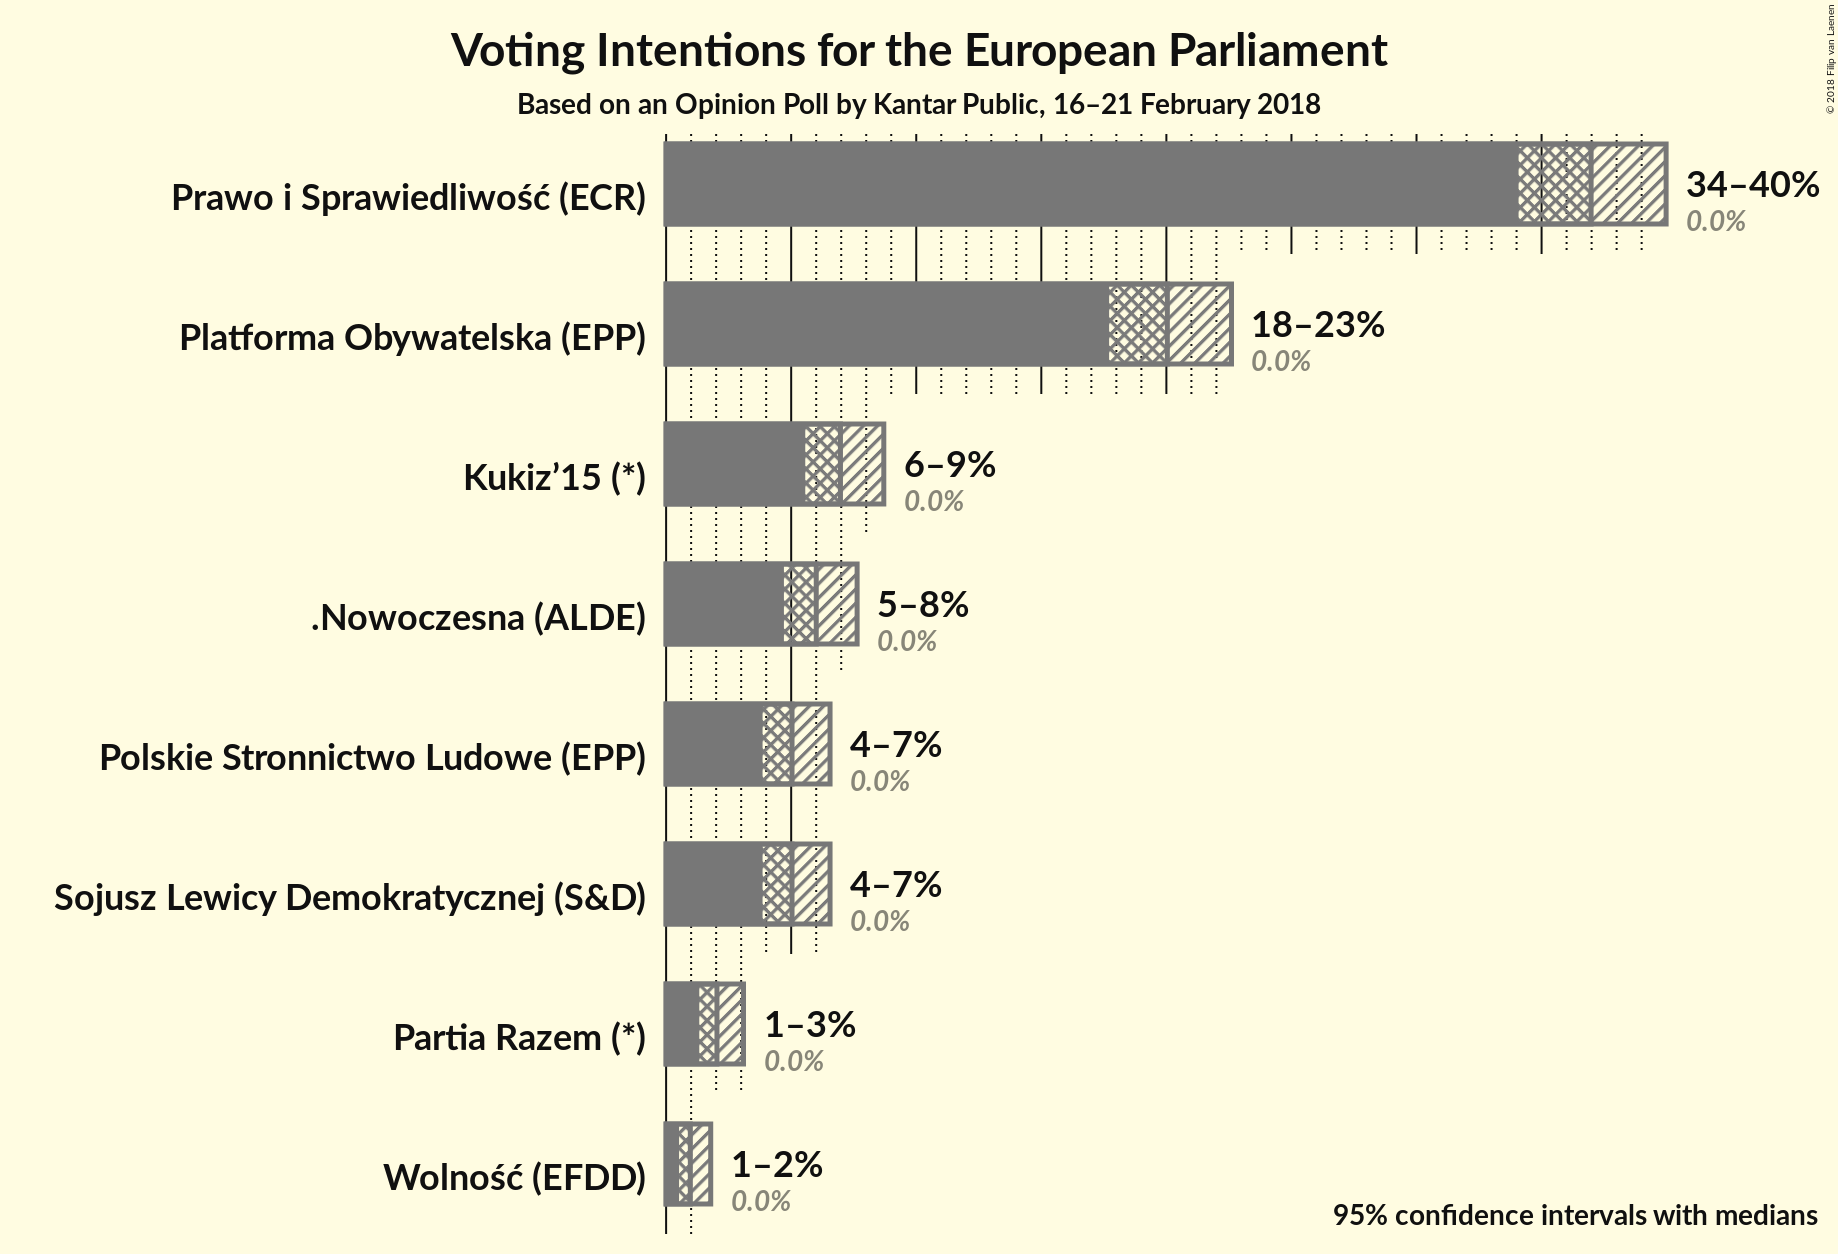 Voting Intentions for the European Parliament
Based on an Opinion Poll by Kantar Public, 16–21 February 2018
© 2018 Filip van Laenen
Prawo i Sprawiedliwość (ECR)
34–40%
0.0%
Platforma Obywatelska (EPP)
18–23%
0.0%
Kukiz’15 (*)
6–9%
0.0%
.Nowoczesna (ALDE)
5–8%
0.0%
Polskie Stronnictwo Ludowe (EPP)
4–7%
0.0%
Sojusz Lewicy Demokratycznej (S&D)
4–7%
0.0%
Partia Razem (*)
1–3%
0.0%
Wolność (EFDD)
1–2%
0.0%
95% confidence intervals with medians